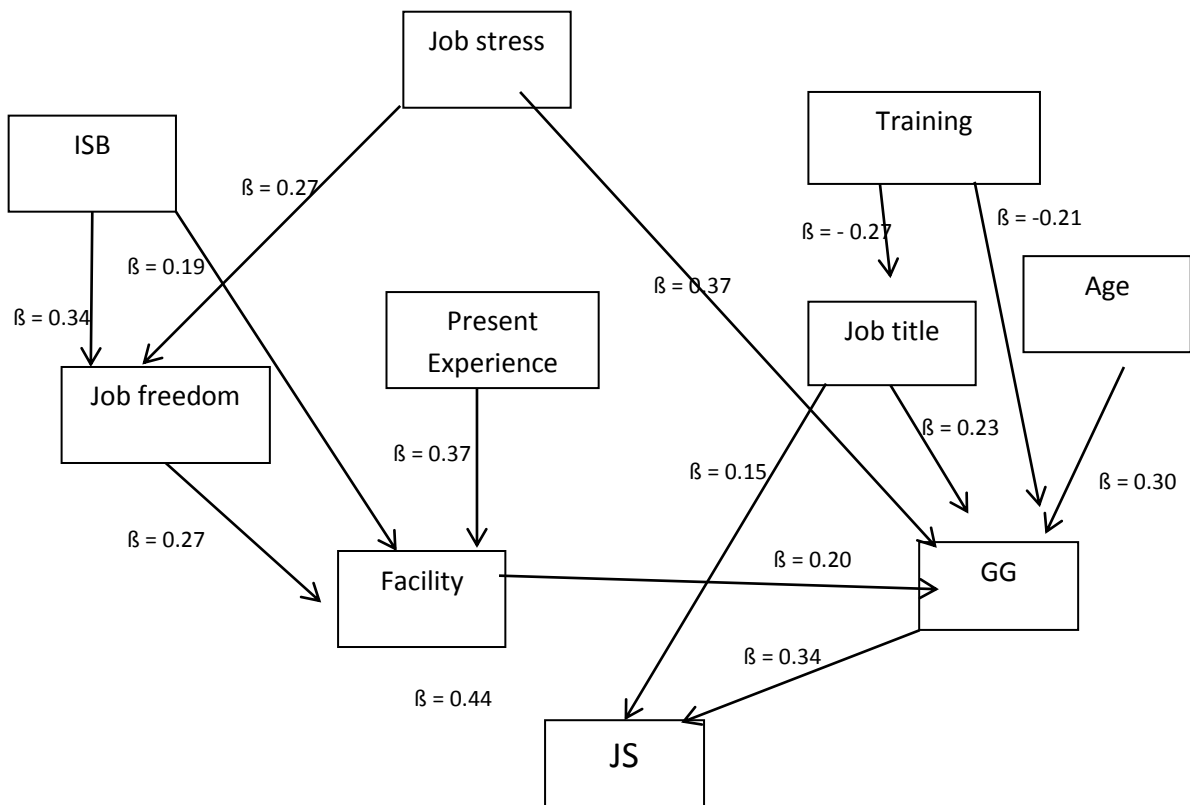 Job stress
Training
ISB
ß = 0.27
ß = -0.21
ß = - 0.27
ß = 0.19
ß = 0.37
Age
ß = 0.34
Present
Experience
Job title
Job freedom
ß = 0.23
ß = 0.37
ß = 0.15
ß = 0.30
ß = 0.27
ß = 0.20
Facility
GG
ß = 0.34
ß = 0.44
JS